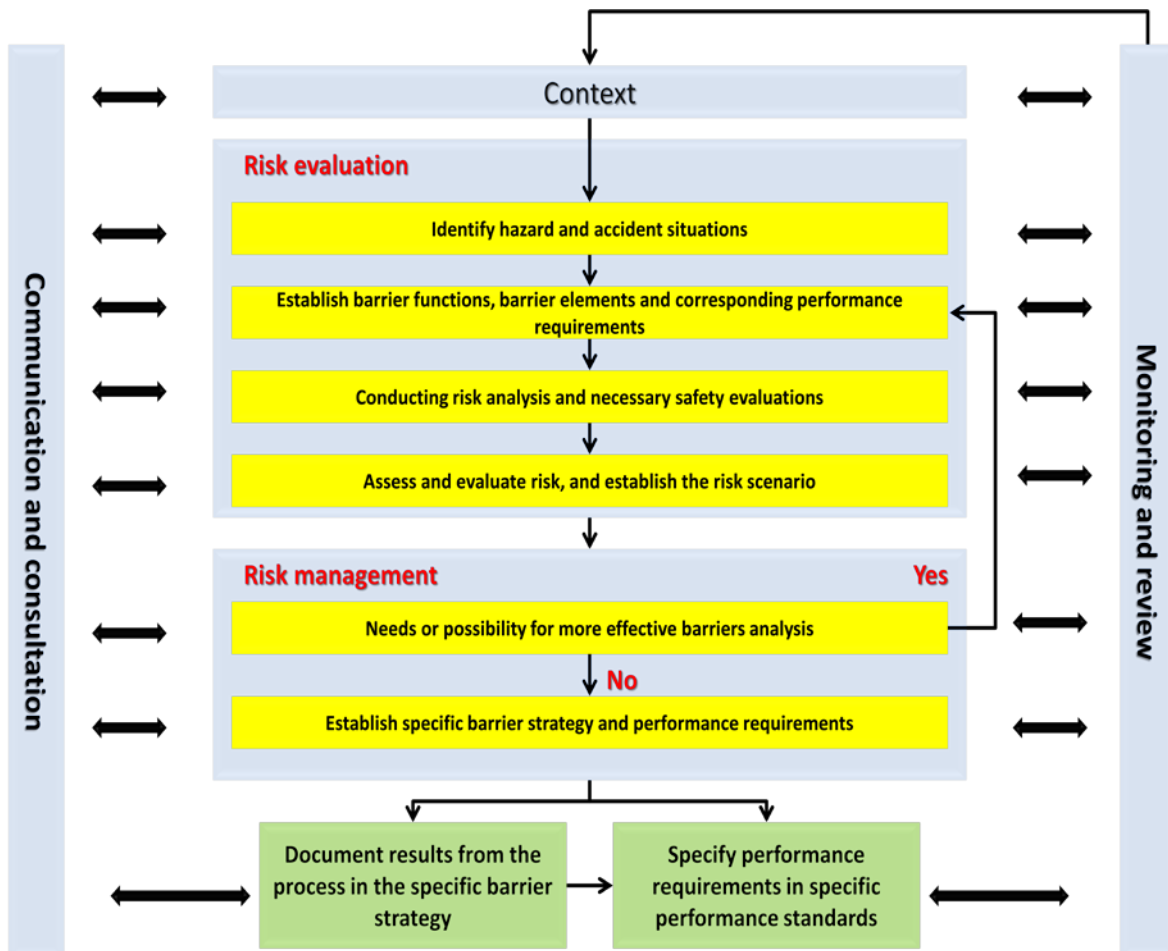 Context
Risk evaluation
Identify hazard and accident situations
Establish barrier functions, barrier elements and corresponding performance
requirements
Conducting risk analysis and necessary safety evaluations
Assess and evaluate risk, and establish the risk scenario
Risk management
Yes
Needs or possibility for more effective barriers analysis
No
Establish specific barrier strategy and performance requirements
Document results from the
process in the specific barrier
strategy
Specify performance
requirements in specific
performance standards
Communication and consultation
Monitoring and review